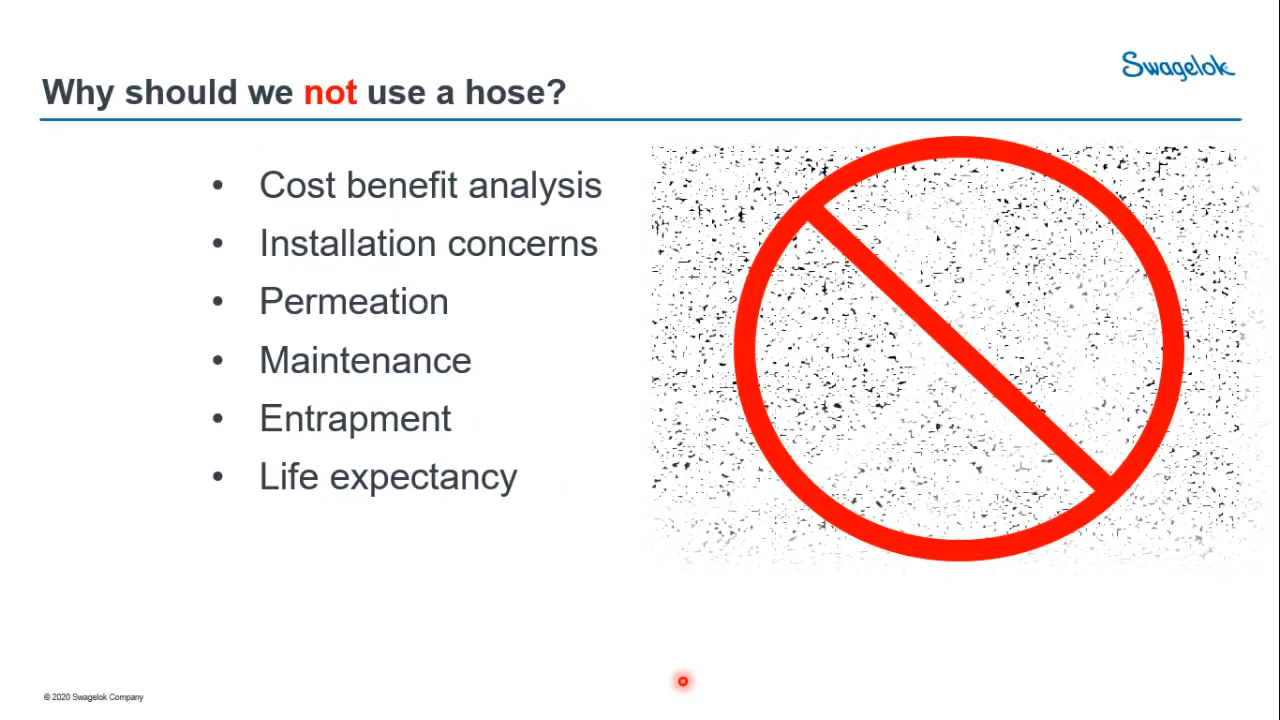 Swagelok
Why should we not use a hose?
• Cost benefit analysis
• Installation concerns
• Permeation
• Maintenance
• Entrapment
• Life expectancy
© 2020 Swagelok Company